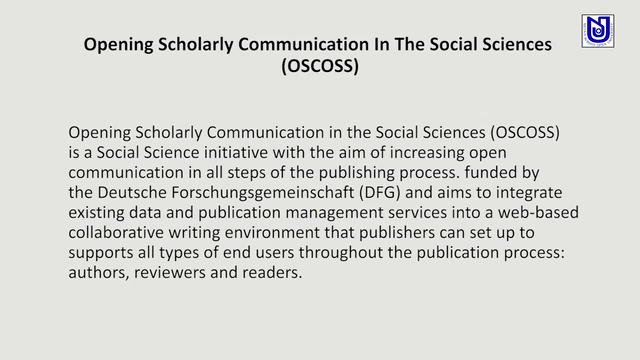 Opening Scholarly Communication In The Social Sciences
(OSCOSS)
Opening Scholarly Communication in the Social Sciences (OSCOSS)
is a Social Science initiative with the aim of increasing open
communication in all steps of the publishing process. funded by
the Deutsche Forschungsgemeinschaft (DFG) and aims to integrate
existing data and publication management services into a web-based
collaborative writing environment that publishers can set up to
supports all types of end users throughout the publication process:
authors, reviewers and readers.